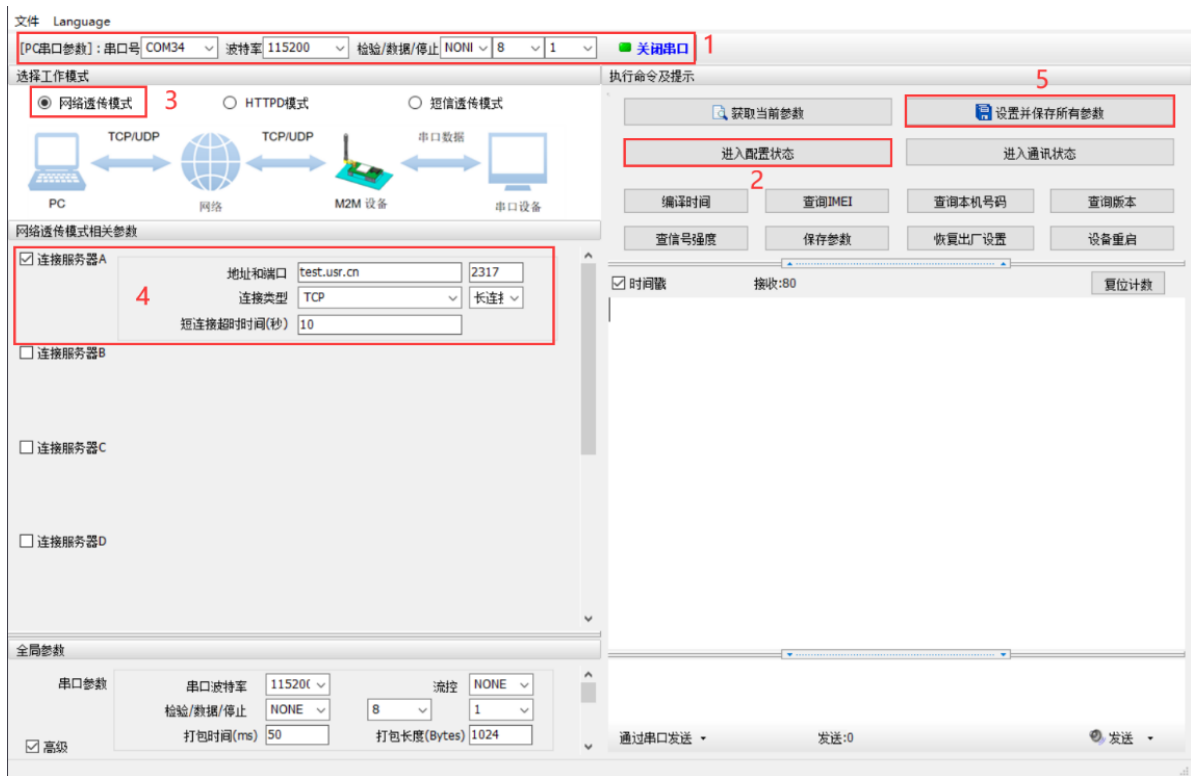 文件 Language
[PC串口参数]：串口号 COM34 波特率 115200 检验/数据/停止 NONI 8 1 关闭串口 1
选择工作模式
网络透传模式 3 HTTPD模式 短信透传模式
TCP/UDP TCP/UDP 串口数据
PC 网络 M2M 设备 串口设备
网络透传模式相关参数
连接服务器A
地址和端口 test.usr.cn 2317
4 连接类型 TCP 长连接
短连接超时时间(秒) 10
连接服务器B
连接服务器C
连接服务器D
全局参数
串口参数 串口波特率 11520( 流控 NONE
检验/数据/停止 NONE 8 1
高级 打包时间(ms) 50 打包长度(Bytes) 1024
执行命令及提示 5
获取当前参数 设置并保存所有参数
进入配置状态 进入通讯状态
2
编译时间 查询IMEI 查询本机号码 查询版本
查信号强度 保存参数 恢复出厂设置 设备重启
时间戳 接收:80 复位计数
通过串口发送 发送:0 发送